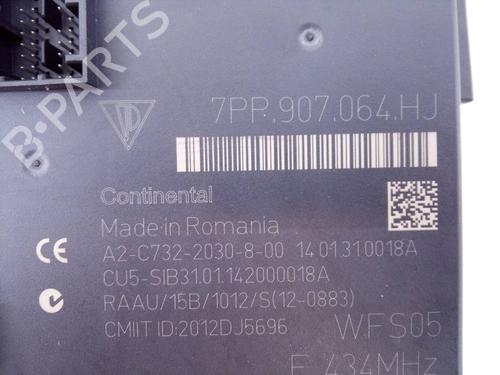 7PP.907.064.HJ
Continental
Made in Romania
A2-C732-2030-8-00 1401310018A
CU5-SIB31.01.142000018A
RAAU/15B/1012/S(12-0883)
CMIIT ID:2012DJ5696 WFS05
F 434MHz
B-PARTS